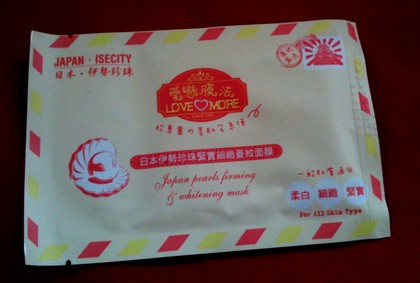 JAPAN · ISECITY
日本·伊勢珍珠
愛戀膜法
LOVE MORE
日本伊勢珍珠緊實細緻菱紋面膜
Japan pearls firming
& whitening mask
柔白 細緻 緊實
For All Skin Type